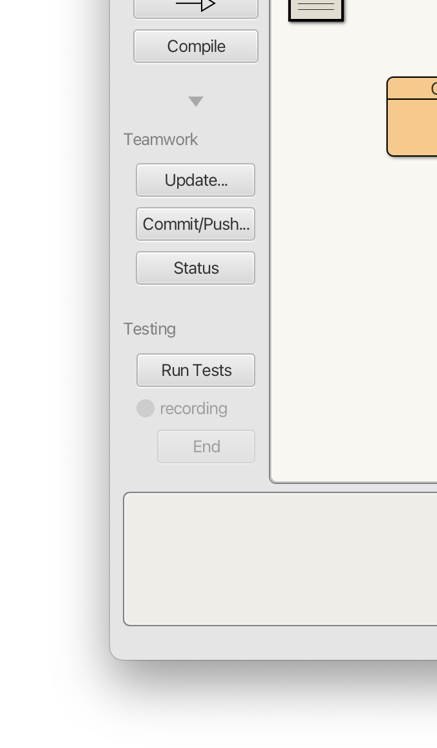 Compile
Teamwork
Update...
Commit/Push...
Status
Testing
Run Tests
recording
End